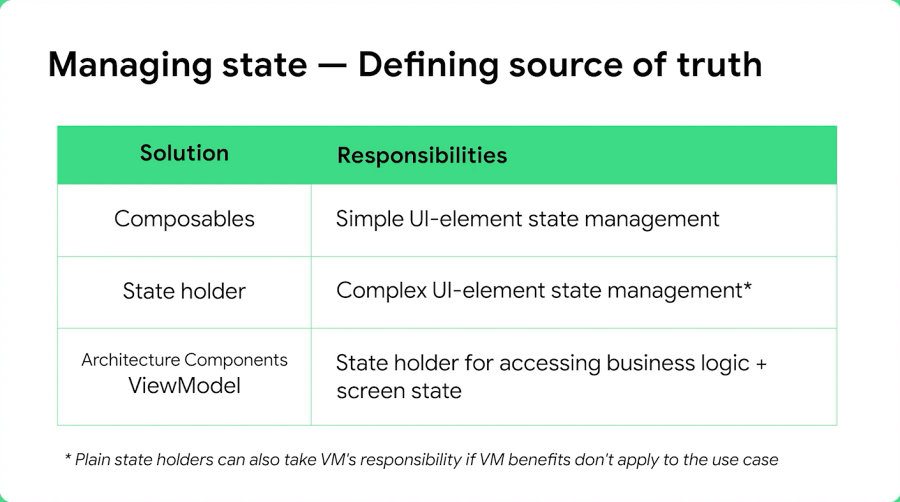 Managing state — Defining source of truth
Solution
Responsibilities
Composables
Simple UI-element state management
State holder
Complex UI-element state management*
Architecture Components
ViewModel
State holder for accessing business logic +
screen state
* Plain state holders can also take VM's responsibility if VM benefits don't apply to the use case